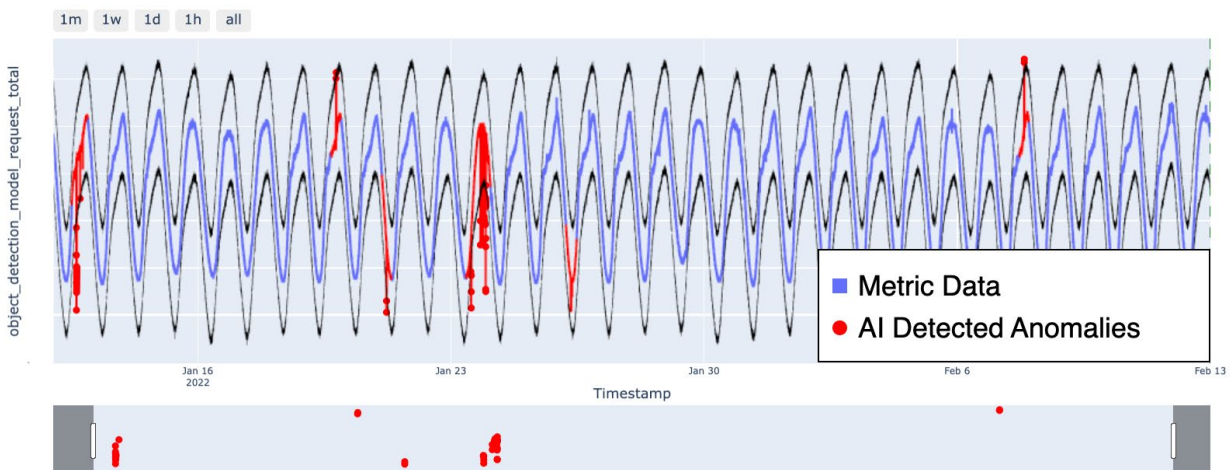 1m 1w 1d 1h all
object_detection_model_request_total
Jan 16 Jan 23 Jan 30 Feb 6 Feb 13
2022
Timestamp
Metric Data
AI Detected Anomalies